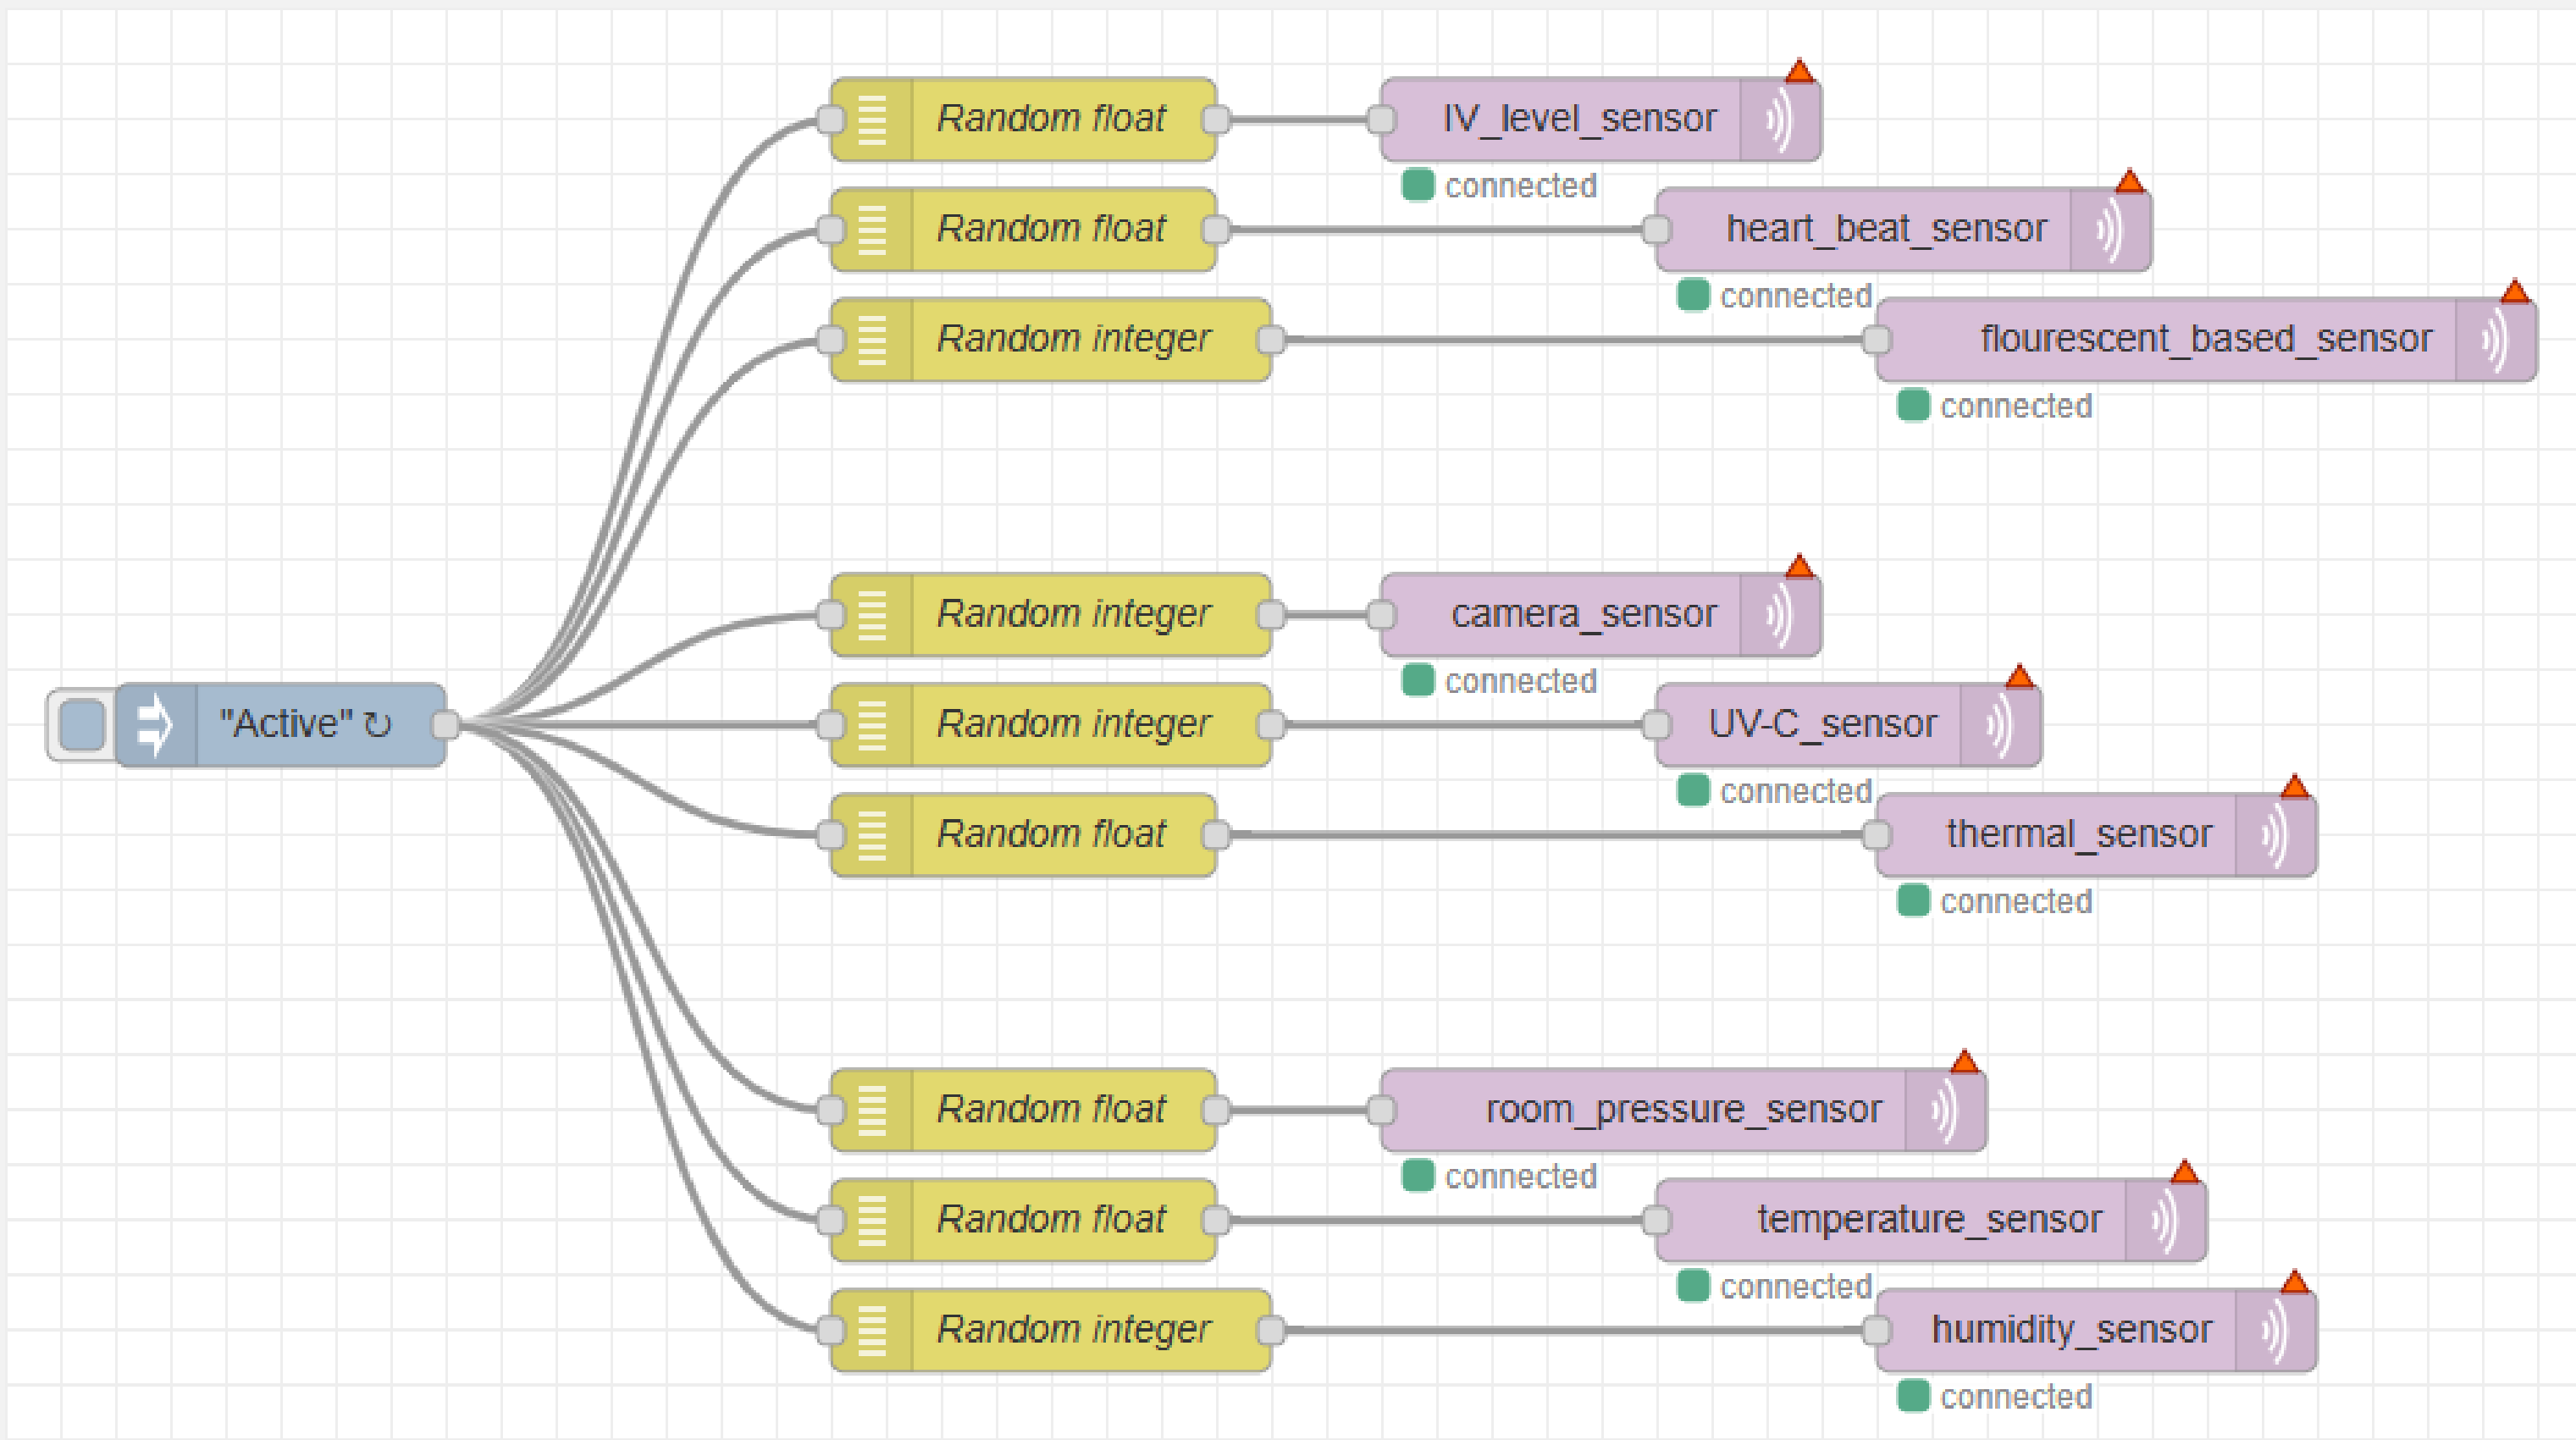 Random float
IV_level_sensor
connected
Random float
heart_beat_sensor
connected
Random integer
flourescent_based_sensor
connected
Random integer
camera_sensor
connected
"Active" ↻
Random integer
UV-C_sensor
connected
Random float
thermal_sensor
connected
Random float
room_pressure_sensor
connected
Random float
temperature_sensor
connected
Random integer
humidity_sensor
connected